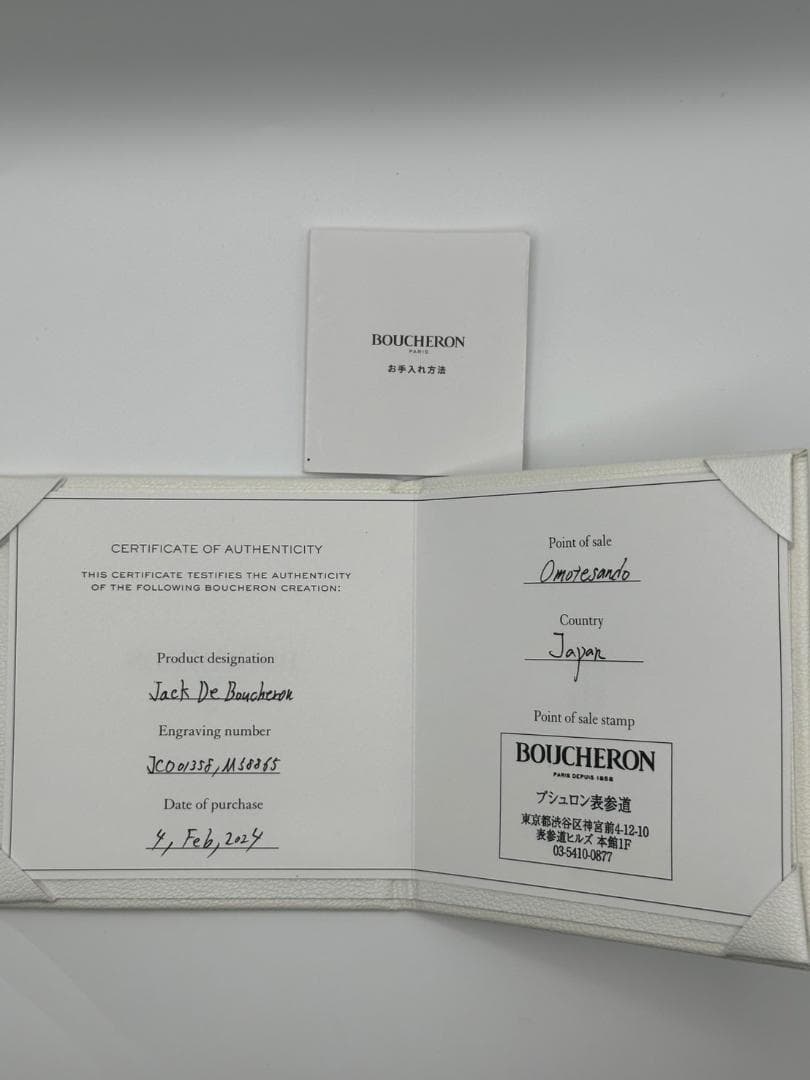 BOUCHERON
PARIS
お手入れ方法
CERTIFICATE OF AUTHENTICITY
THIS CERTIFICATE TESTIFIES THE AUTHENTICITY
OF THE FOLLOWING BOUCHERON CREATION:
Product designation
Jack De Boucheron
Engraving number
JCO01358, M58865
Date of purchase
4, Feb, 2024
Point of sale
Omotesando
Country
Japan
Point of sale stamp
BOUCHERON
PARIS DEPUIS 1858
ブシュロン表参道
東京都渋谷区神宮前4-12-10
表参道ヒルズ 本館1F
03-5410-0877